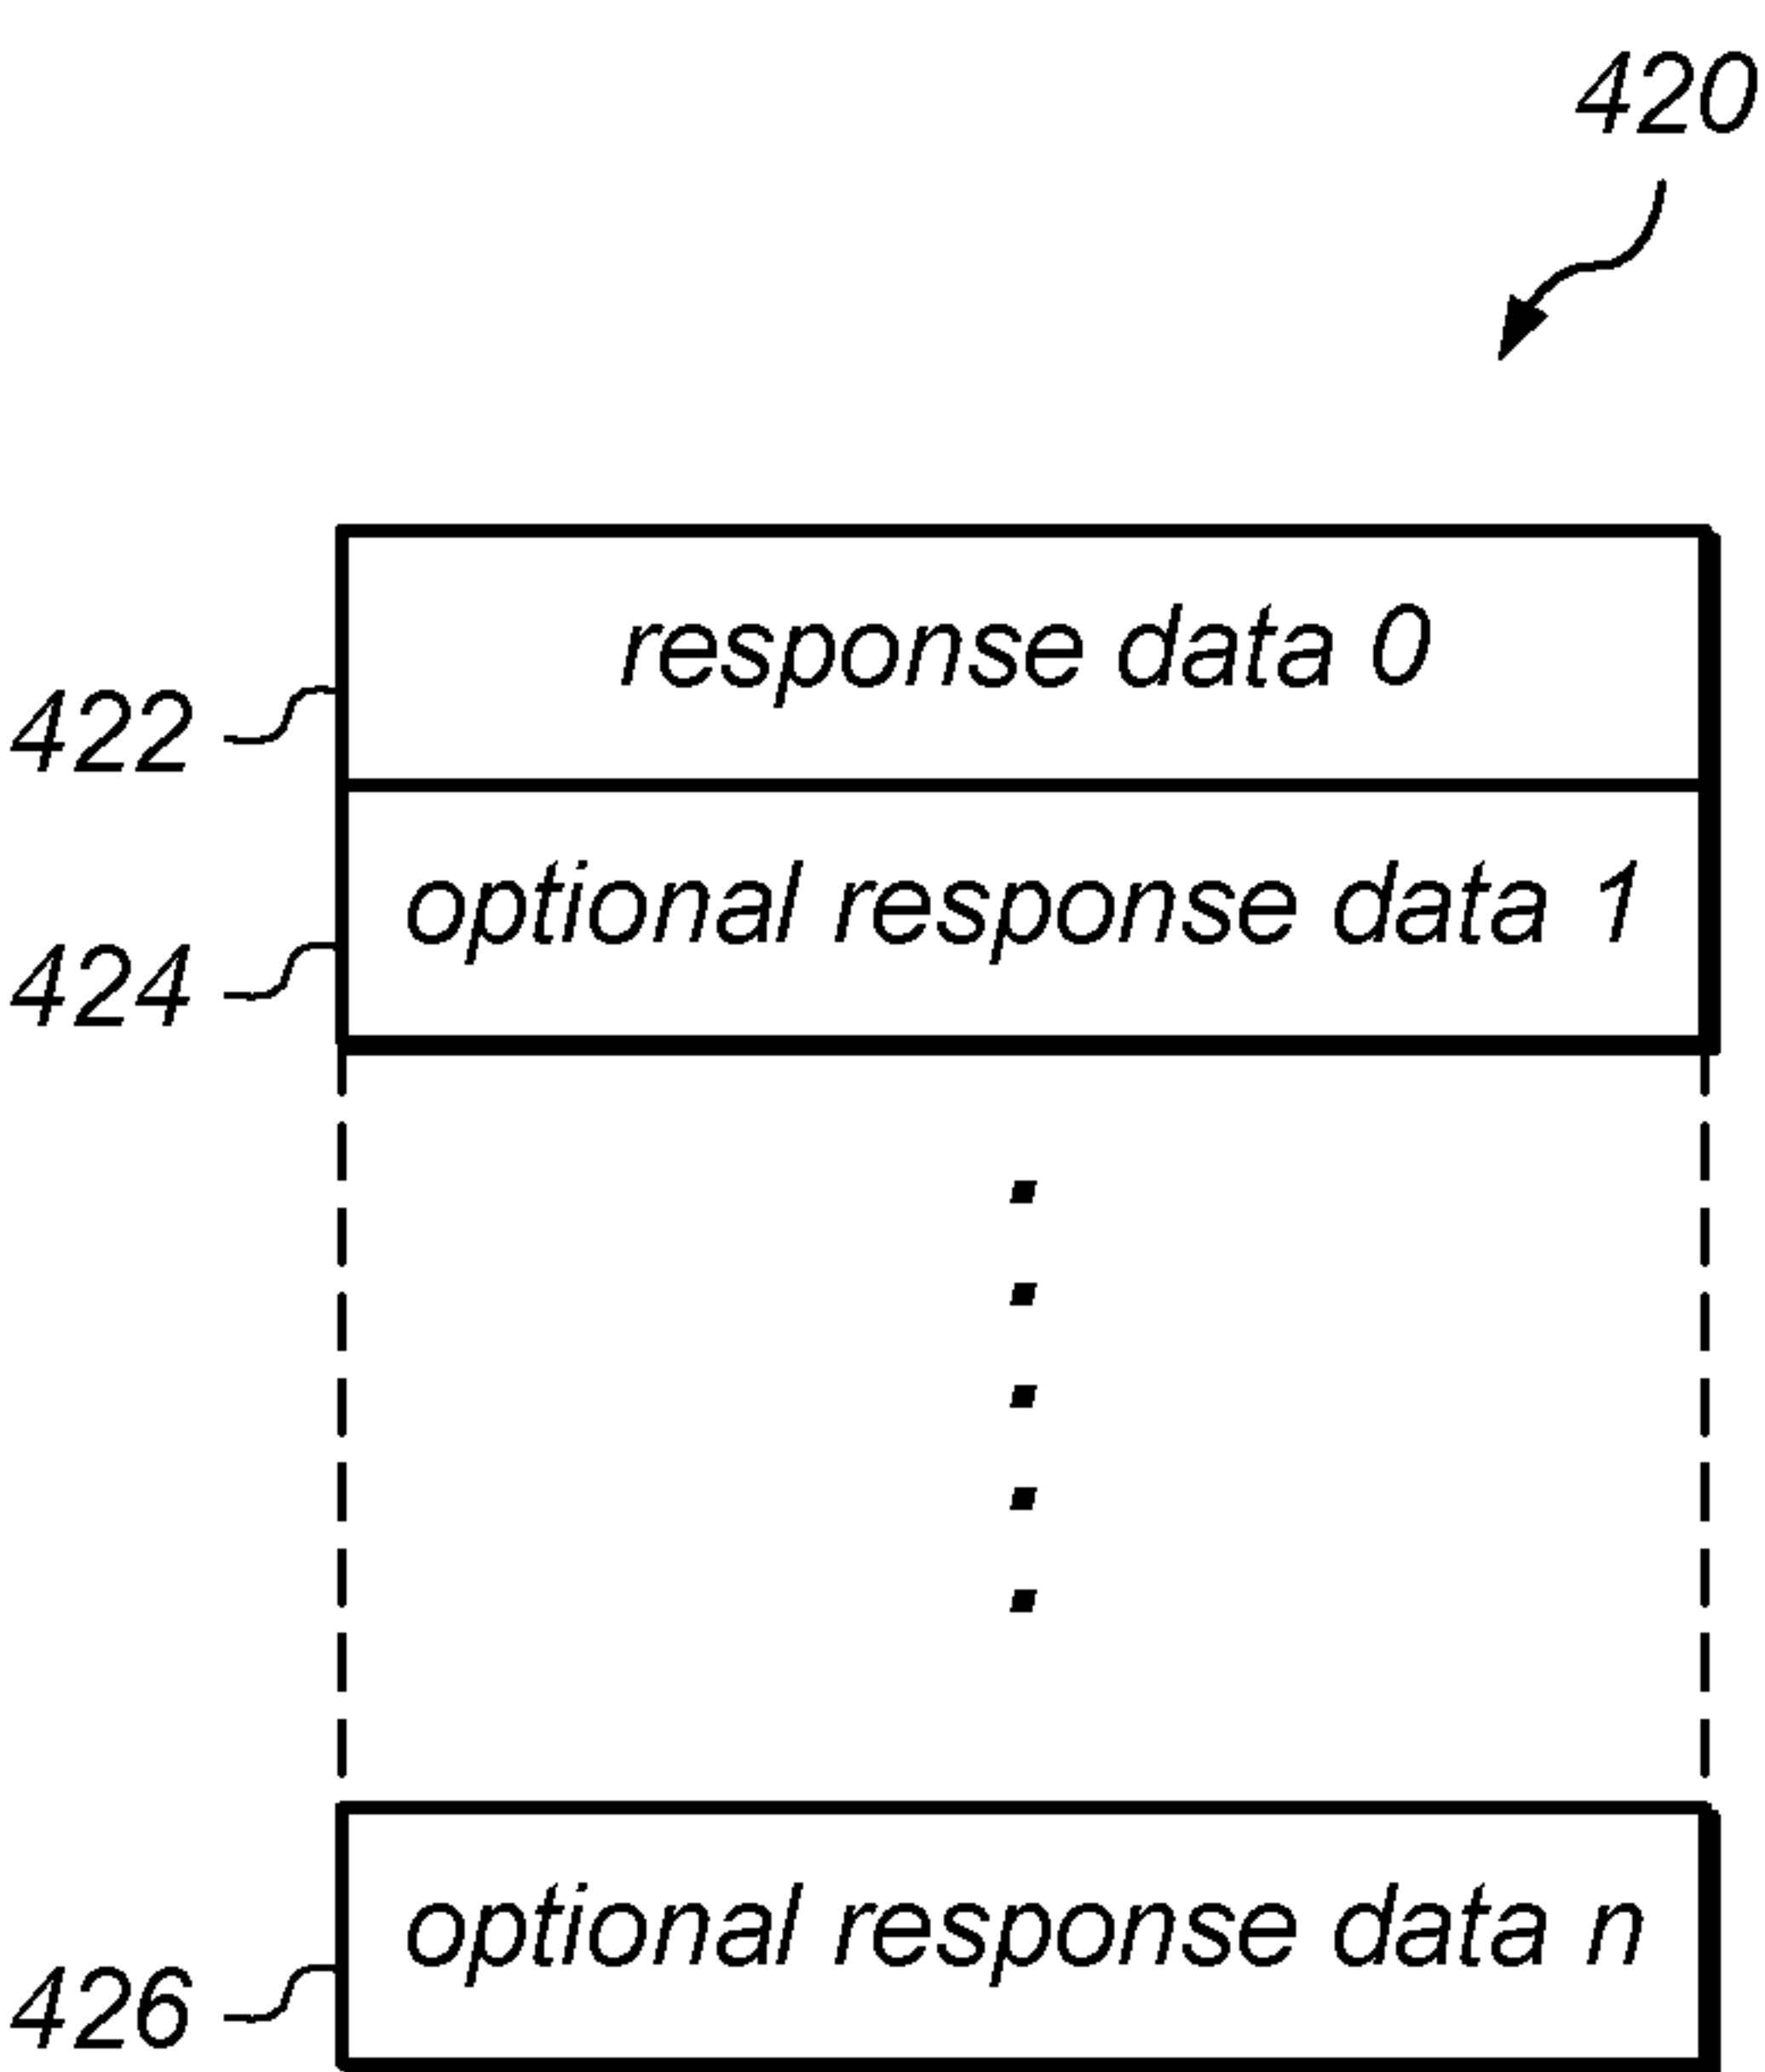 420
response data 0
422
optional response data 1
424
optional response data n
426